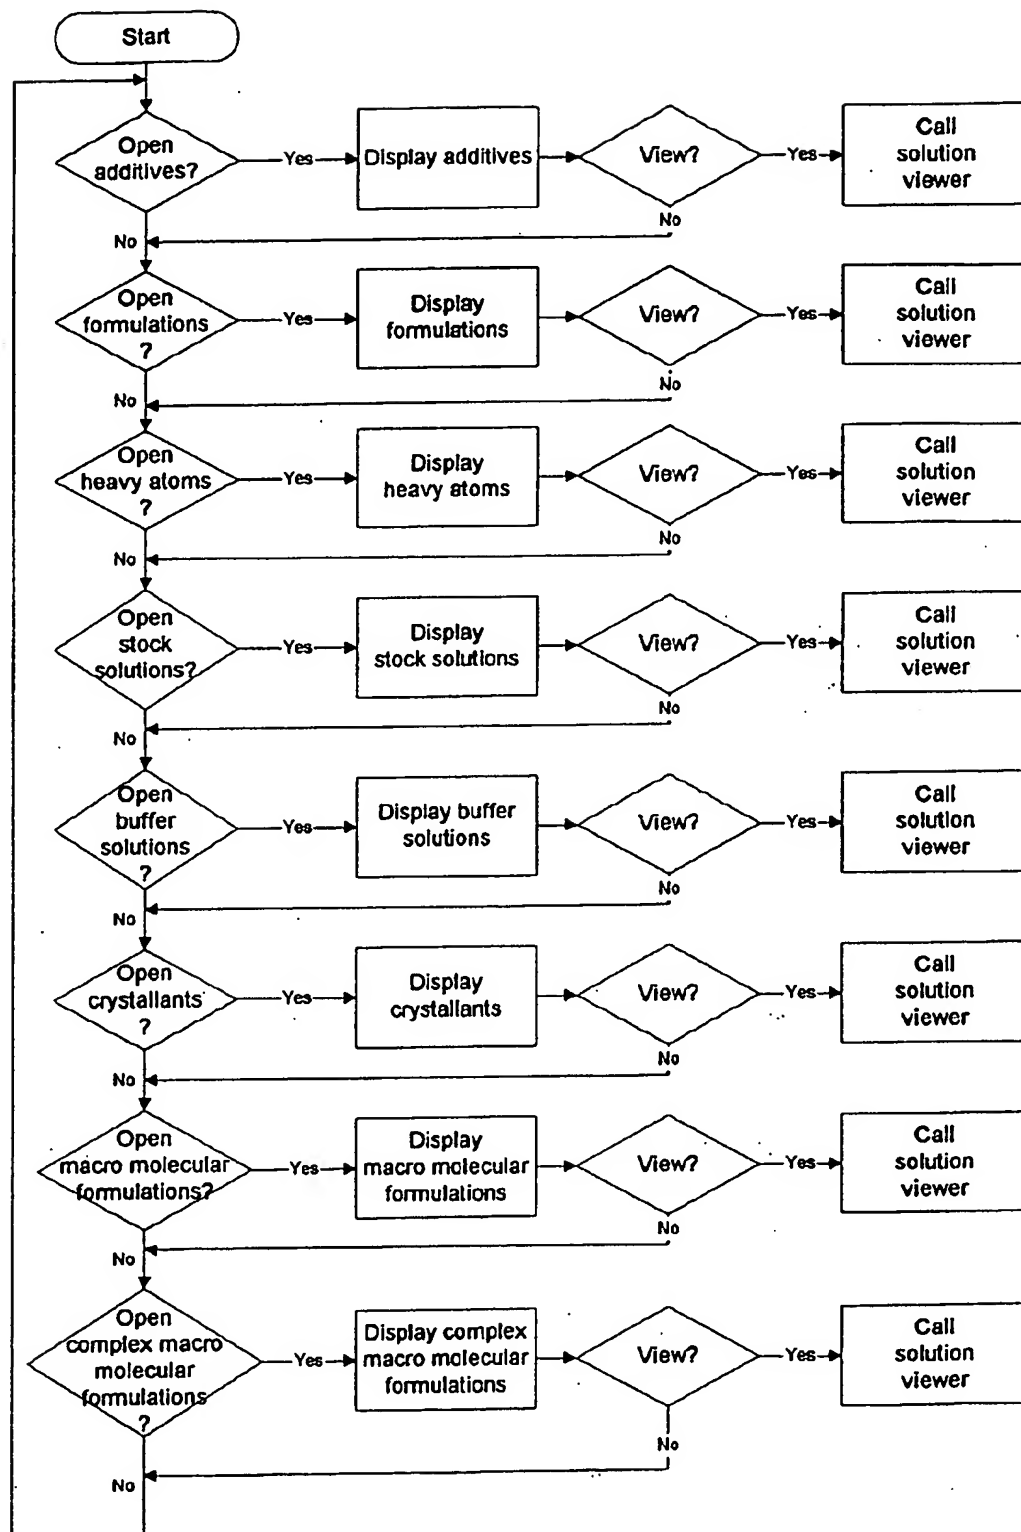 Start
Open
additives?
Yes
Display additives
View?
Yes
Call
solution
viewer
No
No
Open
formulations
?
Yes
Display
formulations
View?
Yes
Call
solution
viewer
No
No
Open
heavy atoms
?
Yes
Display
heavy atoms
View?
Yes
Call
solution
viewer
No
No
Open
stock
solutions?
Yes
Display
stock solutions
View?
Yes
Call
solution
viewer
No
No
Open
buffer
solutions
?
Yes
Display buffer
solutions
View?
Yes
Call
solution
viewer
No
No
Open
crystallants
?
Yes
Display
crystallants
View?
Yes
Call
solution
viewer
No
No
Open
macro molecular
formulations?
Yes
Display
macro molecular
formulations
View?
Yes
Call
solution
viewer
No
No
Open
complex macro
molecular
formulations
?
Yes
Display complex
macro molecular
formulations
View?
Yes
Call
solution
viewer
No
No